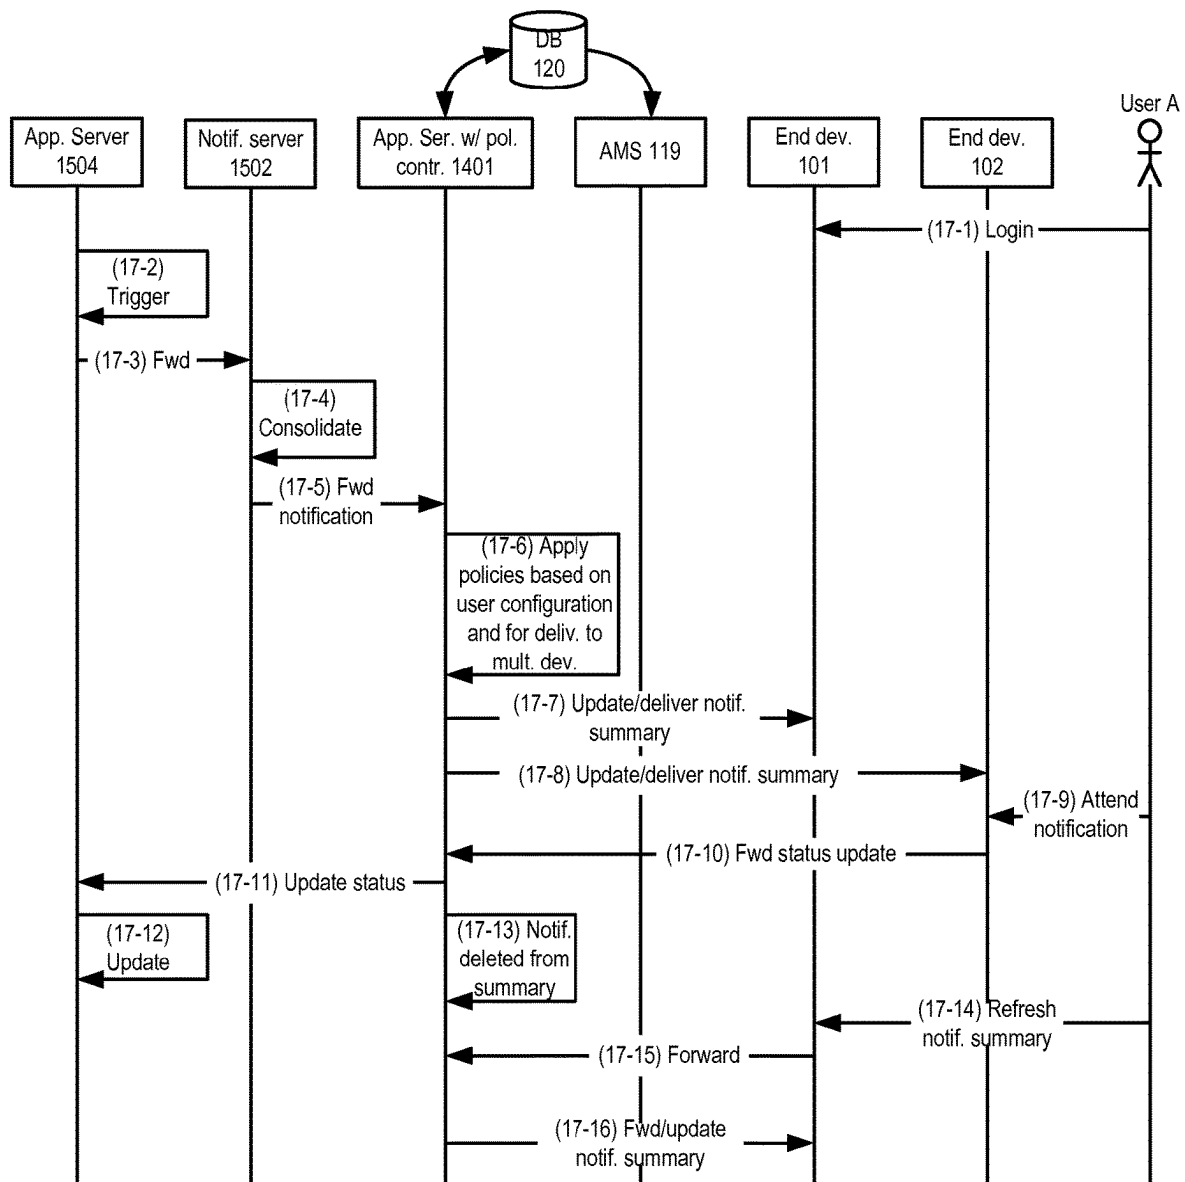 DB
120
User A
App. Server
1504
Notif. server
1502
App. Ser. w/ pol.
contr. 1401
AMS 119
End dev.
101
End dev.
102
(17-1) Login
(17-2)
Trigger
(17-3) Fwd
(17-4)
Consolidate
(17-5) Fwd
notification
(17-6) Apply
policies based on
user configuration
and for deliv. to
mult. dev.
(17-7) Update/deliver notif.
summary
(17-8) Update/deliver notif. summary
(17-9) Attend
notification
(17-10) Fwd status update
(17-11) Update status
(17-12)
Update
(17-13) Notif.
deleted from
summary
(17-14) Refresh
notif. summary
(17-15) Forward
(17-16) Fwd/update
notif. summary